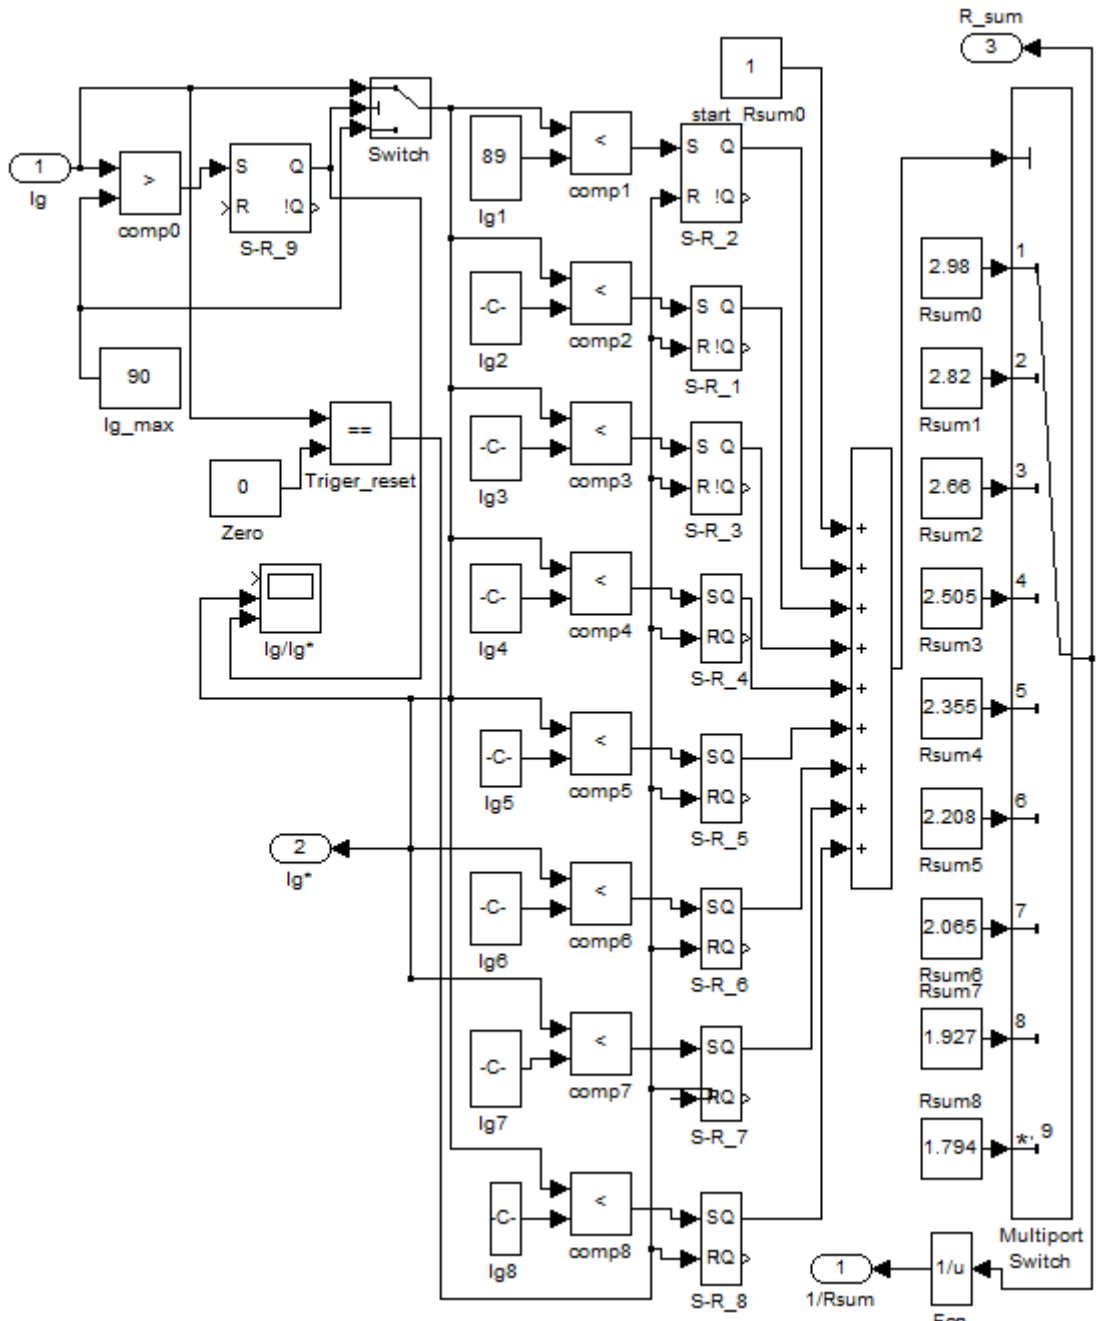 R_sum
3
1
start_Rsum0
Switch
1
Ig
>
comp0
S Q
R !Q
S-R_9
89
Ig1
<
comp1
S Q
R !Q
S-R_2
-C-
Ig2
<
comp2
S Q
R !Q
S-R_1
90
Ig_max
==
Triger_reset
0
Zero
-C-
Ig3
<
comp3
S Q
R !Q
S-R_3
Ig/Ig*
-C-
Ig4
<
comp4
SQ
RQ
S-R_4
-C-
Ig5
<
comp5
SQ
RQ
S-R_5
2
Ig*
-C-
Ig6
<
comp6
SQ
RQ
S-R_6
-C-
Ig7
<
comp7
SQ
RQ
S-R_7
-C-
Ig8
<
comp8
SQ
RQ
S-R_8
+
+
+
+
+
+
+
+
+
2.98
1
Rsum0
2.82
2
Rsum1
2.66
3
Rsum2
2.505
4
Rsum3
2.355
5
Rsum4
2.208
6
Rsum5
2.065
7
Rsum6
Rsum7
1.927
8
Rsum8
1.794
*, 9
Multiport
Switch
1
1/Rsum
1/u